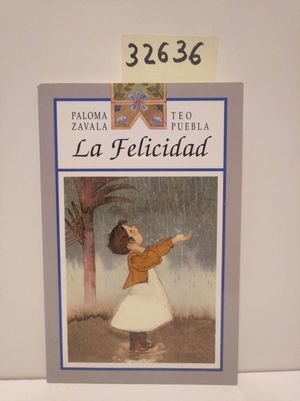 32636
PALOMA TEO
ZAVALA PUEBLA
La Felicidad